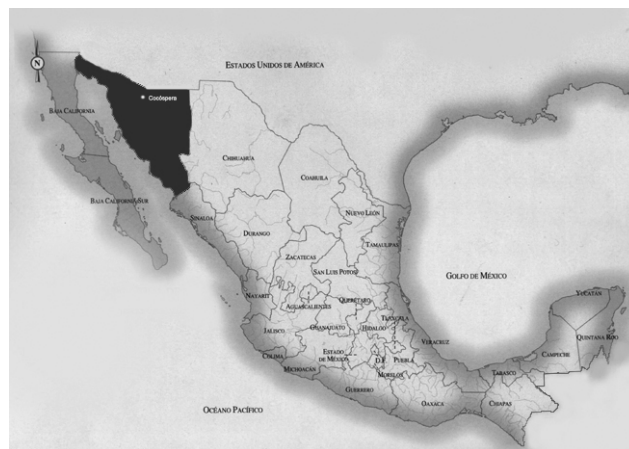 ESTADOS UNIDOS DE AMÉRICA
N
Cocóspera
BAJA CALIFORNIA
CHIHUAHUA
COAHUILA
BAJA CALIFORNIA SUR
SINALOA
NUEVO LEÓN
DURANGO
TAMAULIPAS
ZACATECAS
SAN LUIS POTOSÍ
GOLFO DE MÉXICO
NAYARIT
AGUASCALIENTES
QUERÉTARO
YUCATÁN
TLAXCALA
JALISCO
GUANAJUATO
HIDALGO
VERACRUZ
QUINTANA ROO
COLIMA
ESTADO
DE MÉXICO
D.F.
PUEBLA
CAMPECHE
MICHOACÁN
MORELOS
TABASCO
GUERRERO
OAXACA
CHIAPAS
OCÉANO PACÍFICO